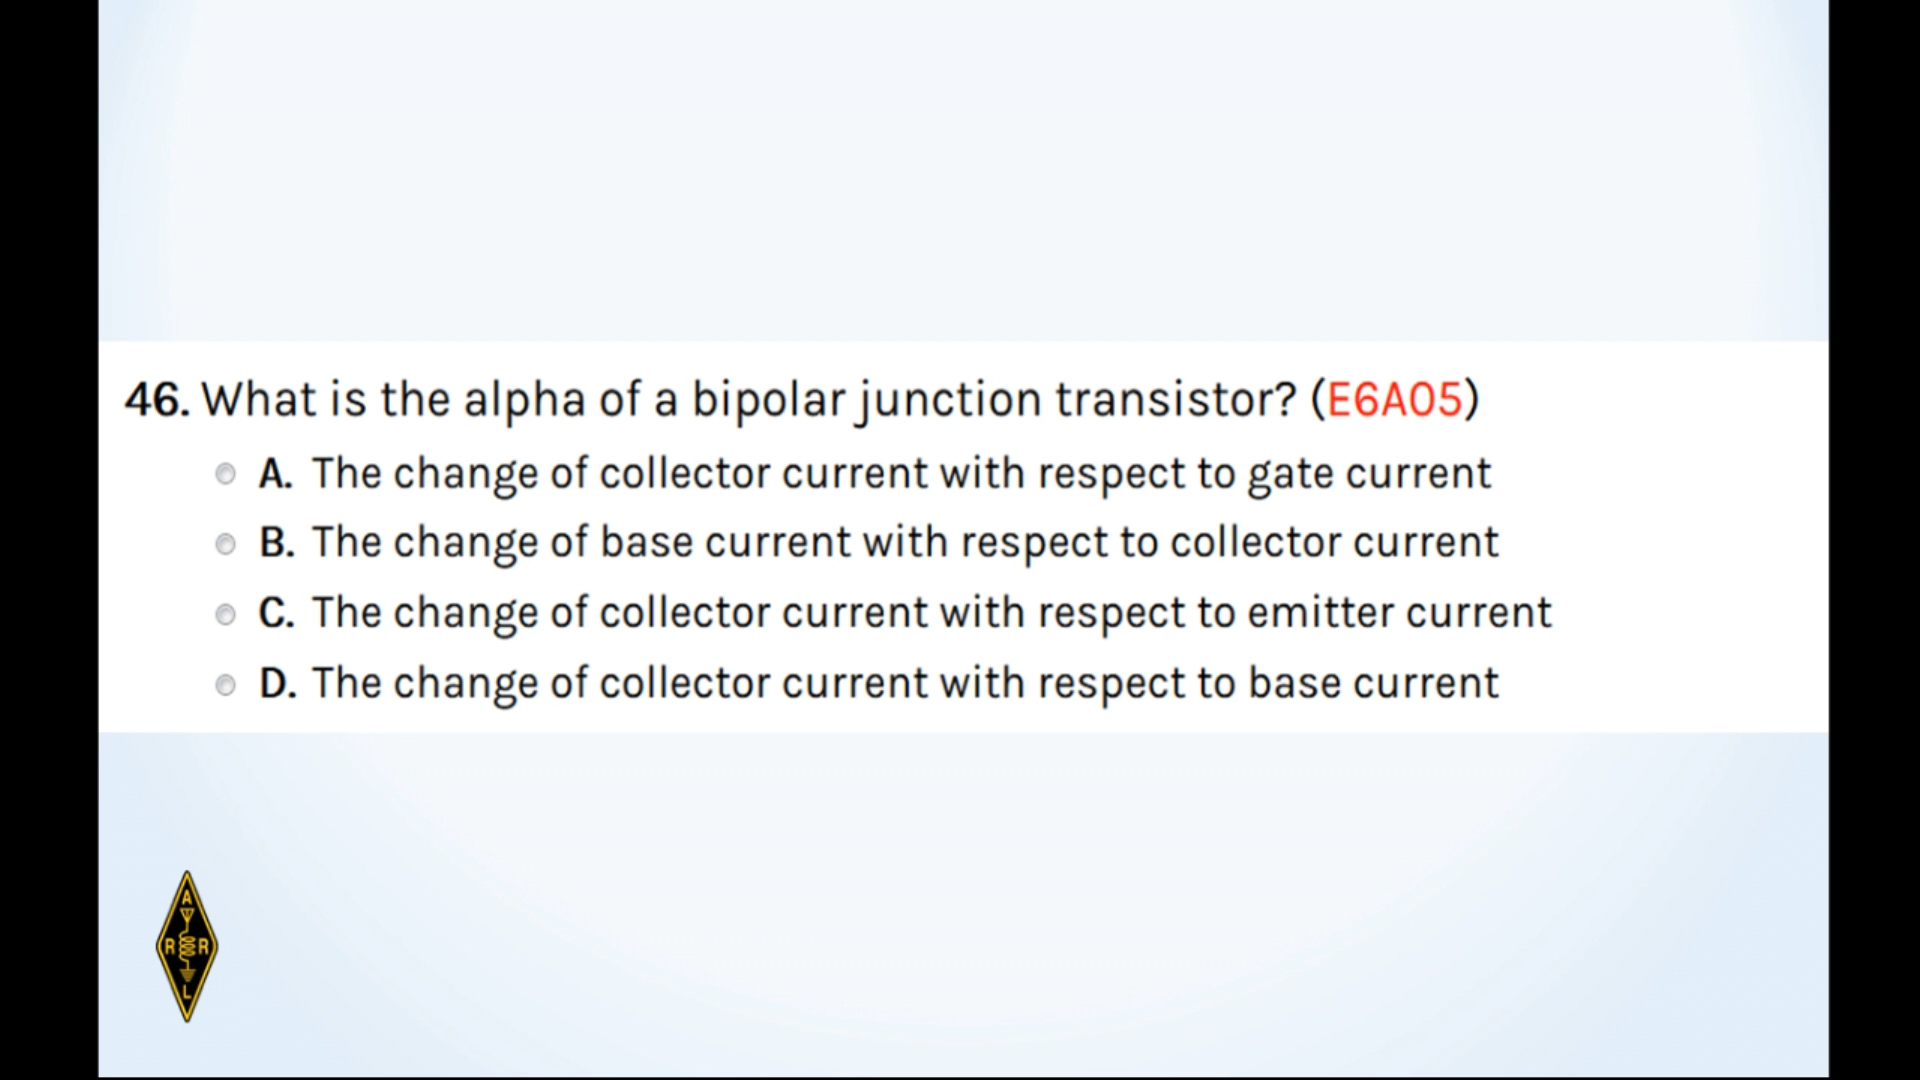 46. What is the alpha of a bipolar junction transistor? (E6A05)
A. The change of collector current with respect to gate current
B. The change of base current with respect to collector current
C. The change of collector current with respect to emitter current
D. The change of collector current with respect to base current
A
R R
L